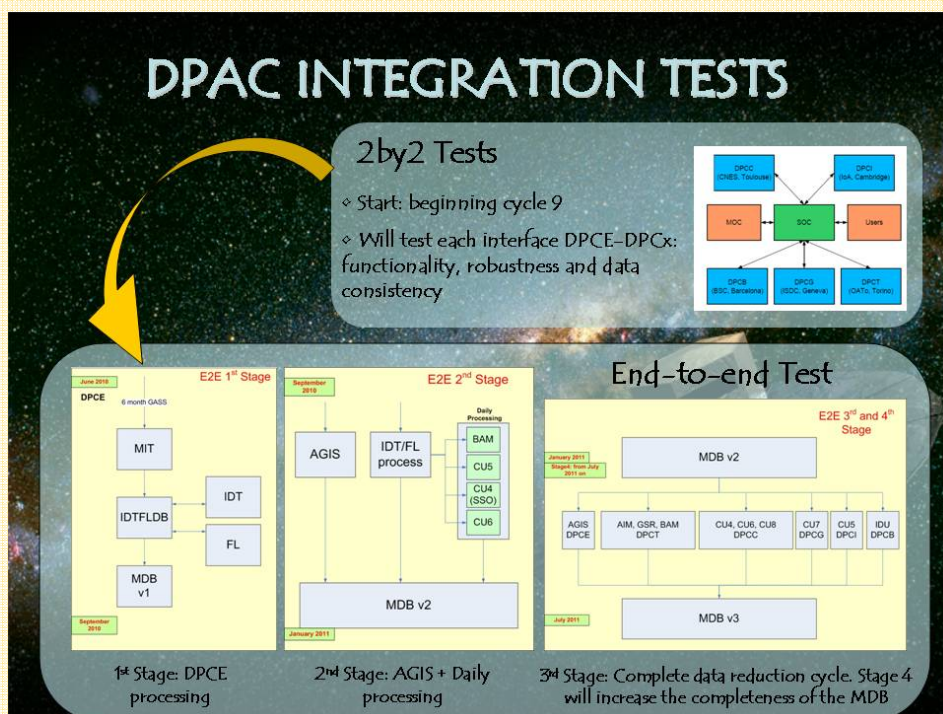 DPAC INTEGRATION TESTS
2by2 Tests
⋄ Start: beginning cycle 9
⋄ Will test each interface DPCE-DPCx:
functionality, robustness and data
consistency
DPCC
(CNES, Toulouse)
DPCI
(IoA, Cambridge)
MOC
SOC
Users
DPCB
(BSC, Barcelona)
DPCG
(ISDC, Geneva)
DPCT
(OATo, Torino)
End-to-end Test
June 2010
E2E 1st Stage
DPCE
6 month GASS
MIT
IDTFLDB
IDT
FL
MDB
v1
September
2010
1st Stage: DPCE
processing
September
2010
E2E 2nd Stage
Daily
Processing
AGIS
IDT/FL
process
BAM
CU5
CU4
(SSO)
CU6
MDB v2
January 2011
2nd Stage: AGIS + Daily
processing
E2E 3rd and 4th
Stage
January 2011
Stage4: from July
2011 on
MDB v2
AGIS
DPCE
AIM, GSR, BAM
DPCT
CU4, CU6, CU8
DPCC
CU7
DPCG
CU5
DPCI
IDU
DPCB
MDB v3
July 2011
3rd Stage: Complete data reduction cycle. Stage 4
will increase the completeness of the MDB